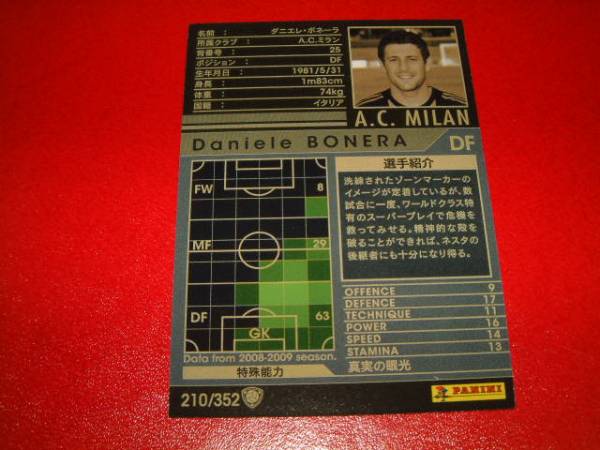 名前 : ダニエレ・ボネーラ
所属クラブ : A.C.ミラン
背番号 : 25
ポジション : DF
生年月日 : 1981/5/31
身長 : 1m83cm
体重 : 74kg
国籍 : イタリア
A.C. MILAN
Daniele BONERA DF
FW 8
MF 29
DF 63
GK
Data from 2008-2009 season.
選手紹介
洗練されたゾーンマーカーの
イメージが定着しているが、数
試合に一度、ワールドクラス特
有のスーパープレイで危機を
救ってみせる。精神的な殻を
破ることができれば、ネスタの
後継者にも十分になり得る。
OFFENCE 9
DEFENCE 17
TECHNIQUE 11
POWER 16
SPEED 14
STAMINA 13
特殊能力 真実の眼光
210/352
PANINI